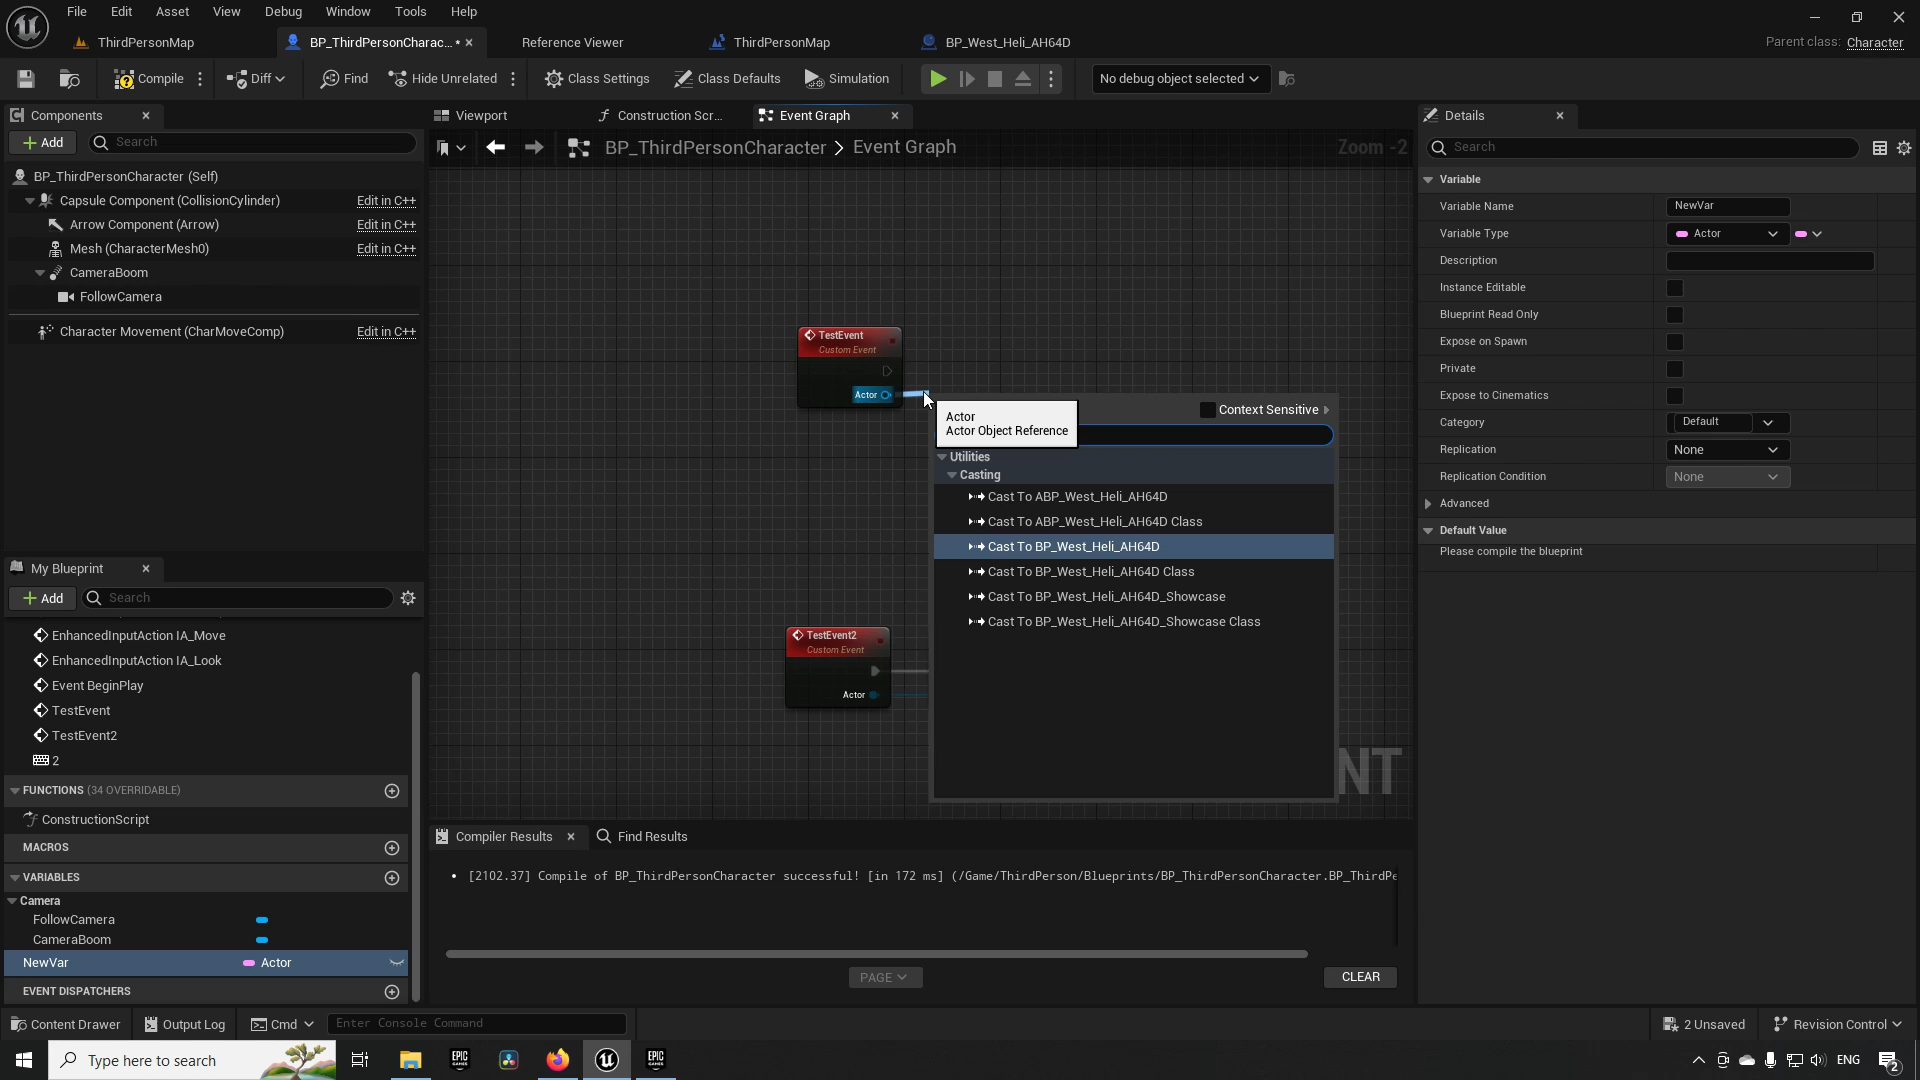 File Edit Asset View Debug Window Tools Help
ThirdPersonMap
BP_ThirdPersonCharac... *
Reference Viewer
ThirdPersonMap
BP_West_Heli_AH64D
Parent class: Character
Compile
Diff
Find
Hide Unrelated
Class Settings
Class Defaults
Simulation
No debug object selected
Components
Add
Search
BP_ThirdPersonCharacter (Self)
Capsule Component (CollisionCylinder) Edit in C++
Arrow Component (Arrow) Edit in C++
Mesh (CharacterMesh0) Edit in C++
CameraBoom
FollowCamera
Character Movement (CharMoveComp) Edit in C++
My Blueprint
Add
Search
EnhancedInputAction IA_Move
EnhancedInputAction IA_Look
Event BeginPlay
TestEvent
TestEvent2
2
FUNCTIONS (34 OVERRIDABLE)
ConstructionScript
MACROS
VARIABLES
Camera
FollowCamera
CameraBoom
NewVar Actor
EVENT DISPATCHERS
Viewport
Construction Scr...
Event Graph
BP_ThirdPersonCharacter > Event Graph
Zoom -2
TestEvent
Custom Event
Actor
TestEvent2
Custom Event
Actor
Actor
Actor Object Reference
Context Sensitive
Utilities
Casting
Cast To ABP_West_Heli_AH64D
Cast To ABP_West_Heli_AH64D Class
Cast To BP_West_Heli_AH64D
Cast To BP_West_Heli_AH64D Class
Cast To BP_West_Heli_AH64D_Showcase
Cast To BP_West_Heli_AH64D_Showcase Class
NT
Compiler Results
Find Results
[2102.37] Compile of BP_ThirdPersonCharacter successful! [in 172 ms] (/Game/ThirdPerson/Blueprints/BP_ThirdPersonCharacter.BP_ThirdPe
PAGE
CLEAR
Details
Search
Variable
Variable Name NewVar
Variable Type Actor
Description
Instance Editable
Blueprint Read Only
Expose on Spawn
Private
Expose to Cinematics
Category Default
Replication None
Replication Condition None
Advanced
Default Value
Please compile the blueprint
Content Drawer
Output Log
Cmd
Enter Console Command
2 Unsaved
Revision Control
Type here to search
EPIC GAMES
EPIC GAMES
ENG
2